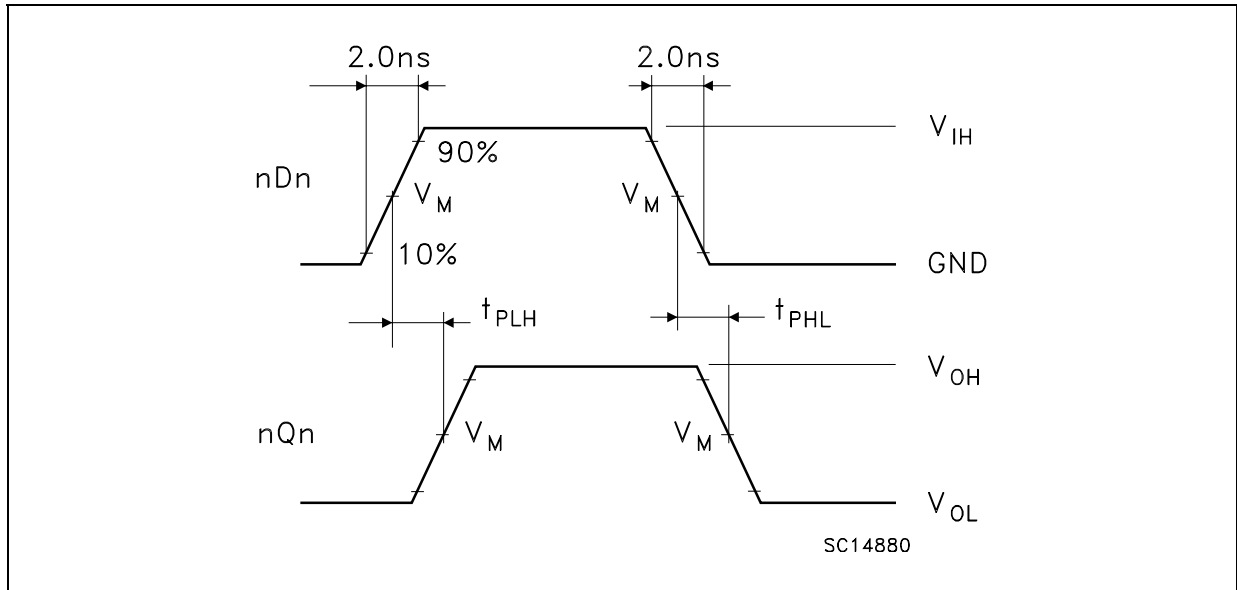 2.0ns 2.0ns
V_IH
90%
nDn V_M V_M
10% GND
t_PLH t_PHL
V_OH
nQn V_M V_M
V_OL
SC14880